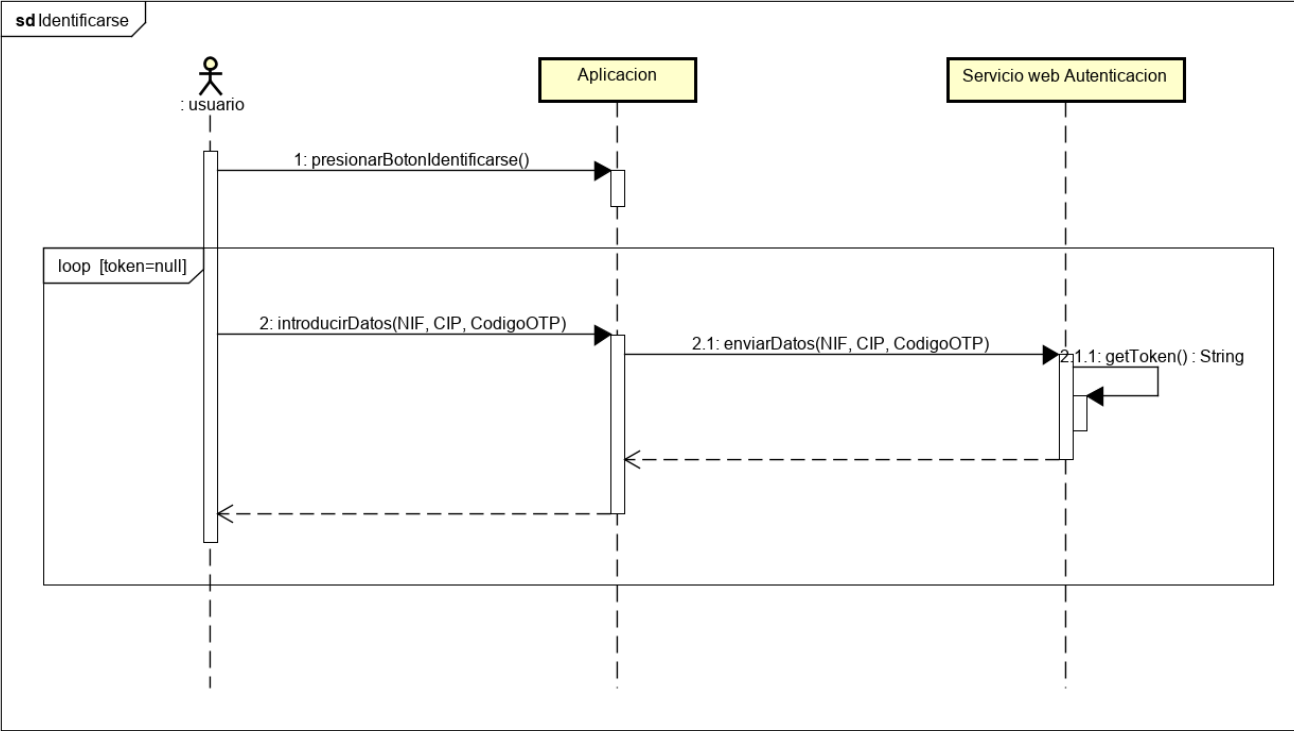 sd Identificarse
: usuario
Aplicacion
Servicio web Autenticacion
1: presionarBotonIdentificarse()
loop [token=null]
2: introducirDatos(NIF, CIP, CodigoOTP)
2.1: enviarDatos(NIF, CIP, CodigoOTP)
2.1.1: getToken() : String